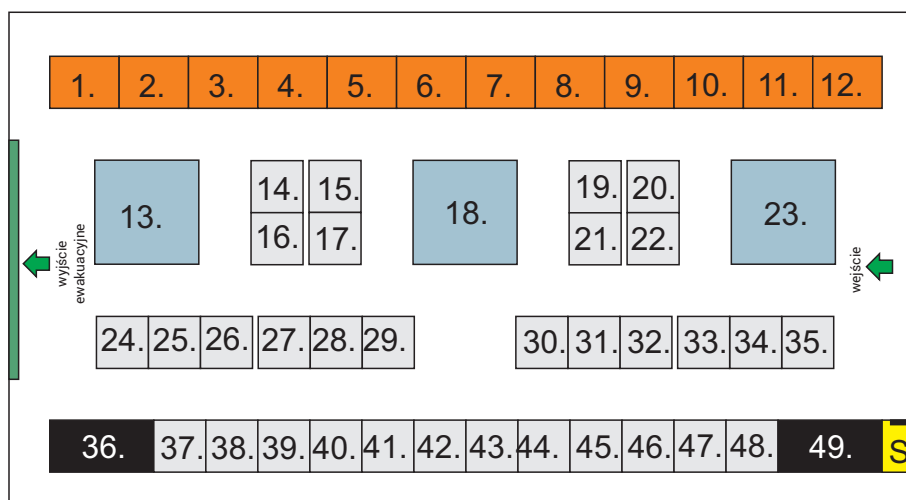 1. 2. 3. 4. 5. 6. 7. 8. 9. 10. 11. 12.
14. 15. 19. 20.
13. 18. 23.
16. 17. 21. 22.
wyjście
ewakuacyjne
wejście
24. 25. 26. 27. 28. 29. 30. 31. 32. 33. 34. 35.
36. 37. 38. 39. 40. 41. 42. 43. 44. 45. 46. 47. 48. 49.
S